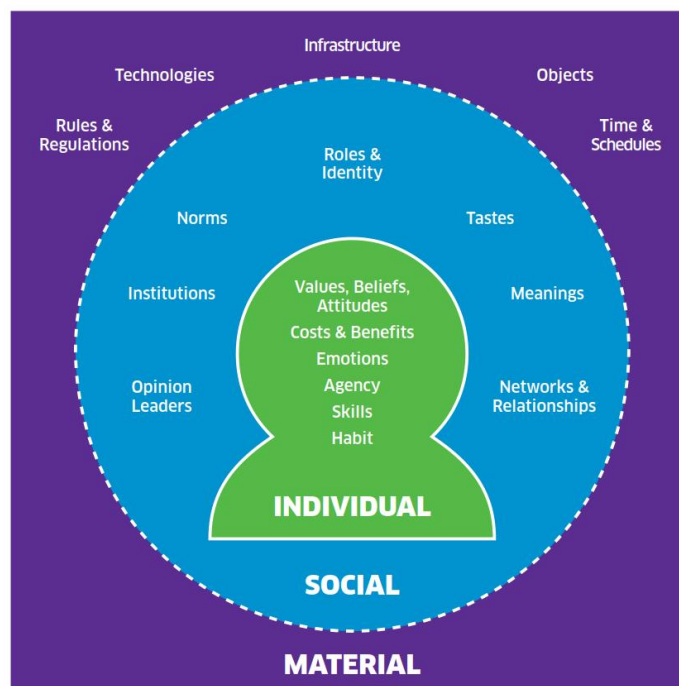 Infrastructure
Technologies
Objects
Rules &
Regulations
Time &
Schedules
Roles &
Identity
Norms
Tastes
Institutions
Meanings
Opinion
Leaders
Networks &
Relationships
Values, Beliefs,
Attitudes
Costs & Benefits
Emotions
Agency
Skills
Habit
INDIVIDUAL
SOCIAL
MATERIAL